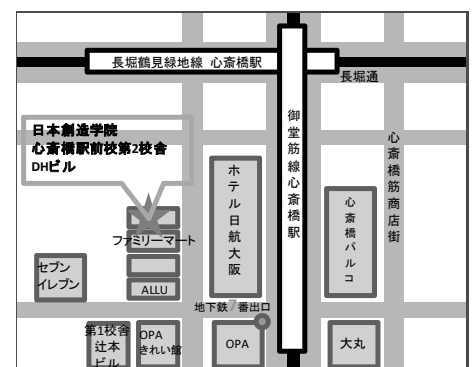 長堀鶴見緑地線 心斎橋駅
長堀通
日本創造学院
心斎橋駅前校第2校舎
DHビル
御堂筋線心斎橋駅
心斎橋筋商店街
ホテル日航大阪
心斎橋パルコ
ファミリーマート
セブン
イレブン
ALLU
地下鉄7番出口
第1校舎
辻本
ビル
OPA
きれい館
OPA
大丸